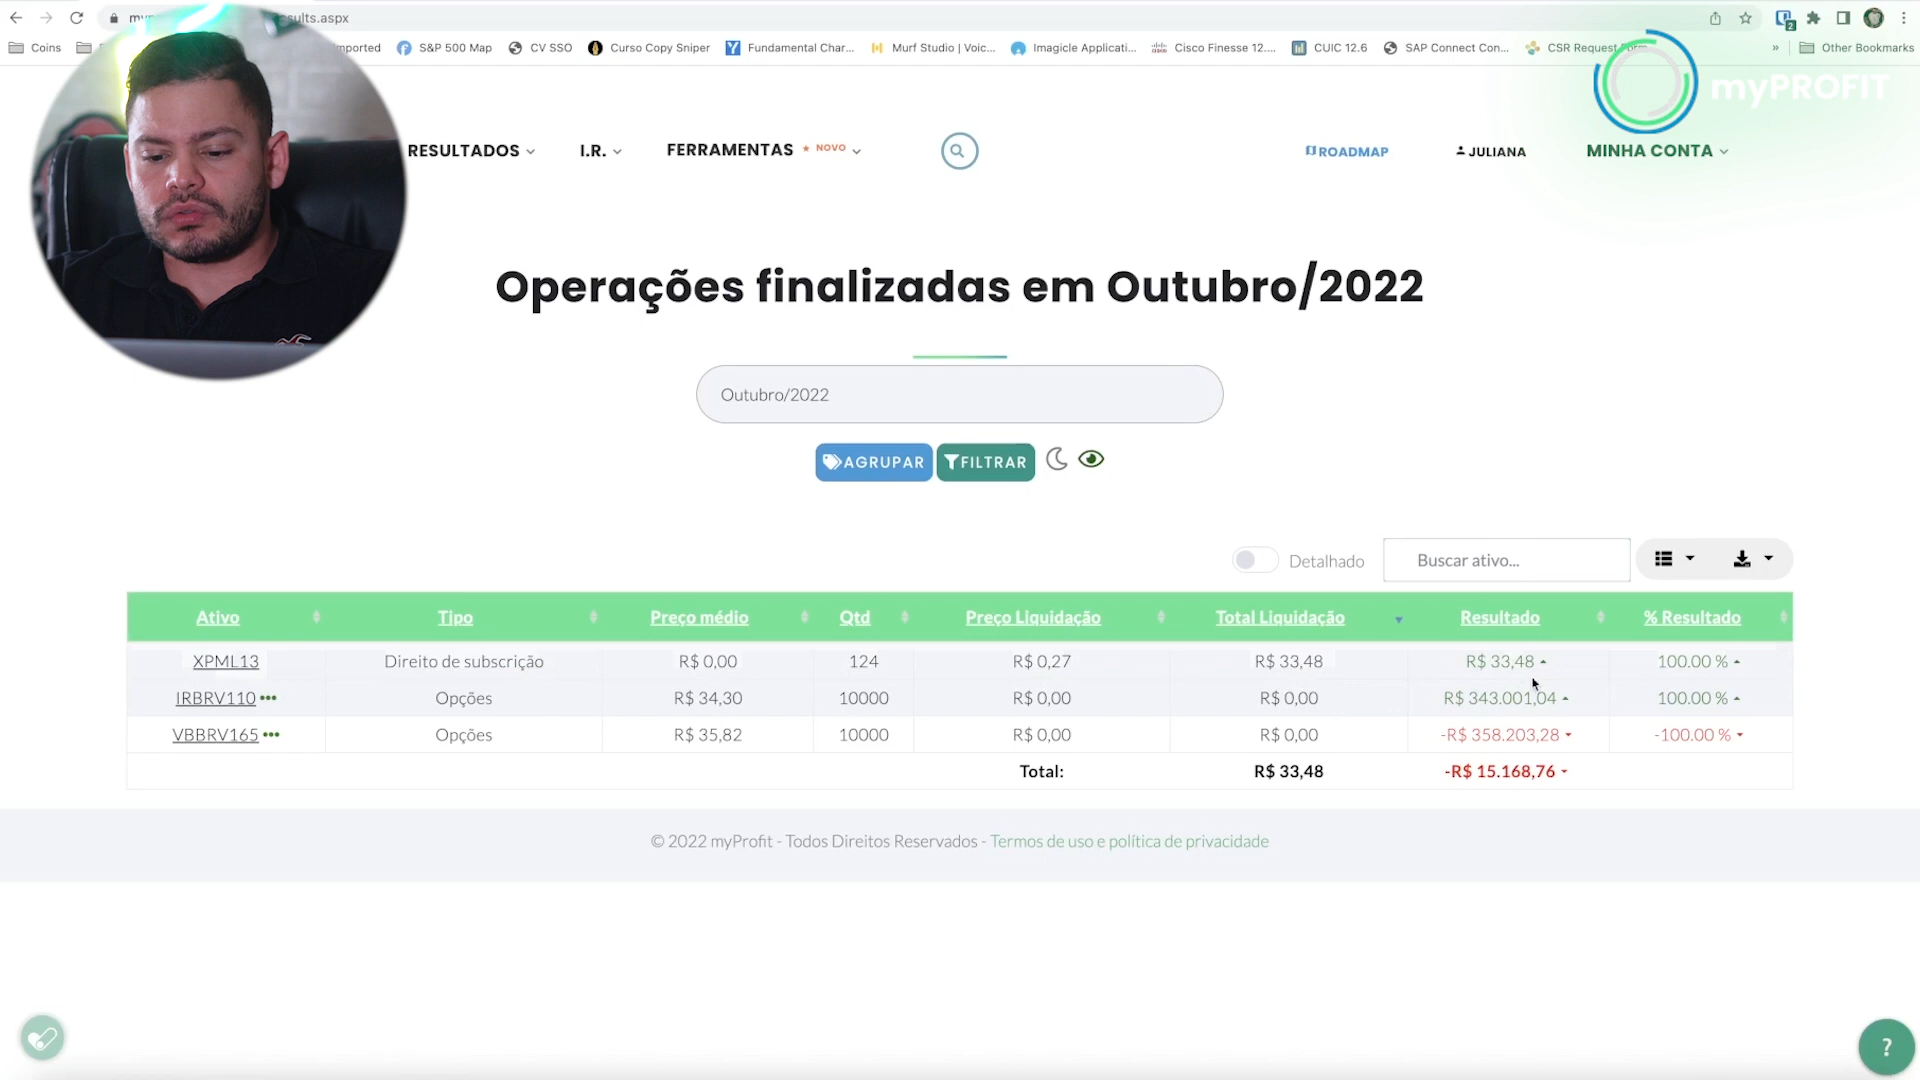 sults.aspx
2
Coins
mported
S&P 500 Map
CV SSO
Curso Copy Sniper
Fundamental Char...
Murf Studio | Voic...
Imagicle Applicati...
Cisco Finesse 12....
CUIC 12.6
SAP Connect Con...
CSR Request Form
»
Other Bookmarks
myPROFIT
RESULTADOS
I.R.
FERRAMENTAS
NOVO
ROADMAP
JULIANA
MINHA CONTA
Operações finalizadas em Outubro/2022
Outubro/2022
AGRUPAR
FILTRAR
Detalhado
Buscar ativo...
Ativo Tipo Preço médio Qtd Preço Liquidação Total Liquidação Resultado % Resultado
XPML13 Direito de subscrição R$ 0,00 124 R$ 0,27 R$ 33,48 R$ 33,48 100.00 %
IRBRV110 ••• Opções R$ 34,30 10000 R$ 0,00 R$ 0,00 R$ 343.001,04 100.00 %
VBBRV165 ••• Opções R$ 35,82 10000 R$ 0,00 R$ 0,00 -R$ 358.203,28 -100.00 %
Total: R$ 33,48 -R$ 15.168,76
© 2022 myProfit - Todos Direitos Reservados - Termos de uso e política de privacidade
?